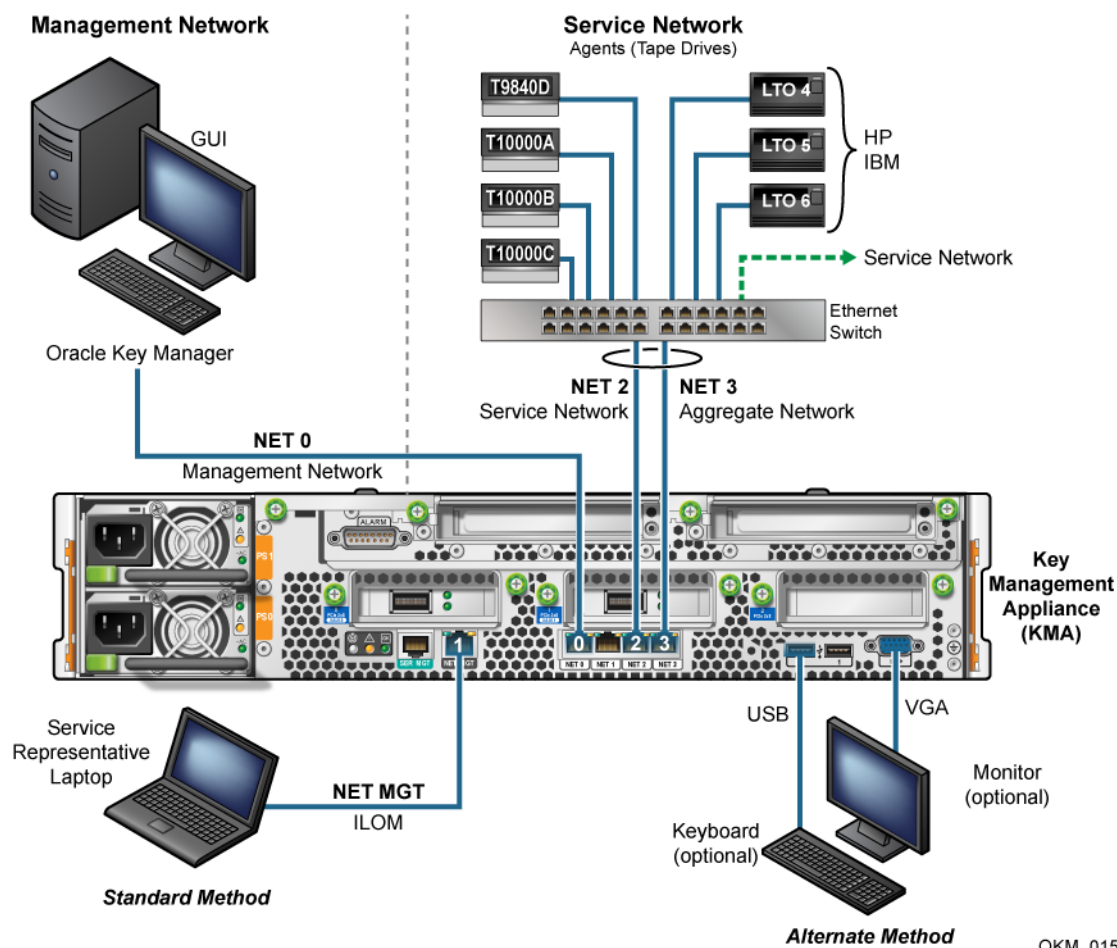 Management Network
Service Network
Agents (Tape Drives)
GUI
Oracle Key Manager
T9840D
T10000A
T10000B
T10000C
LTO 4
LTO 5
LTO 6
HP
IBM
Service Network
Ethernet
Switch
NET 2
Service Network
NET 3
Aggregate Network
NET 0
Management Network
ALARM
PS1
PS0
SER MGT
1
NET MGT
0
2
3
NET 0
NET 1
NET 2
NET 3
1
Key
Management
Appliance
(KMA)
Service
Representative
Laptop
NET MGT
ILOM
Standard Method
USB
VGA
Monitor
(optional)
Keyboard
(optional)
Alternate Method